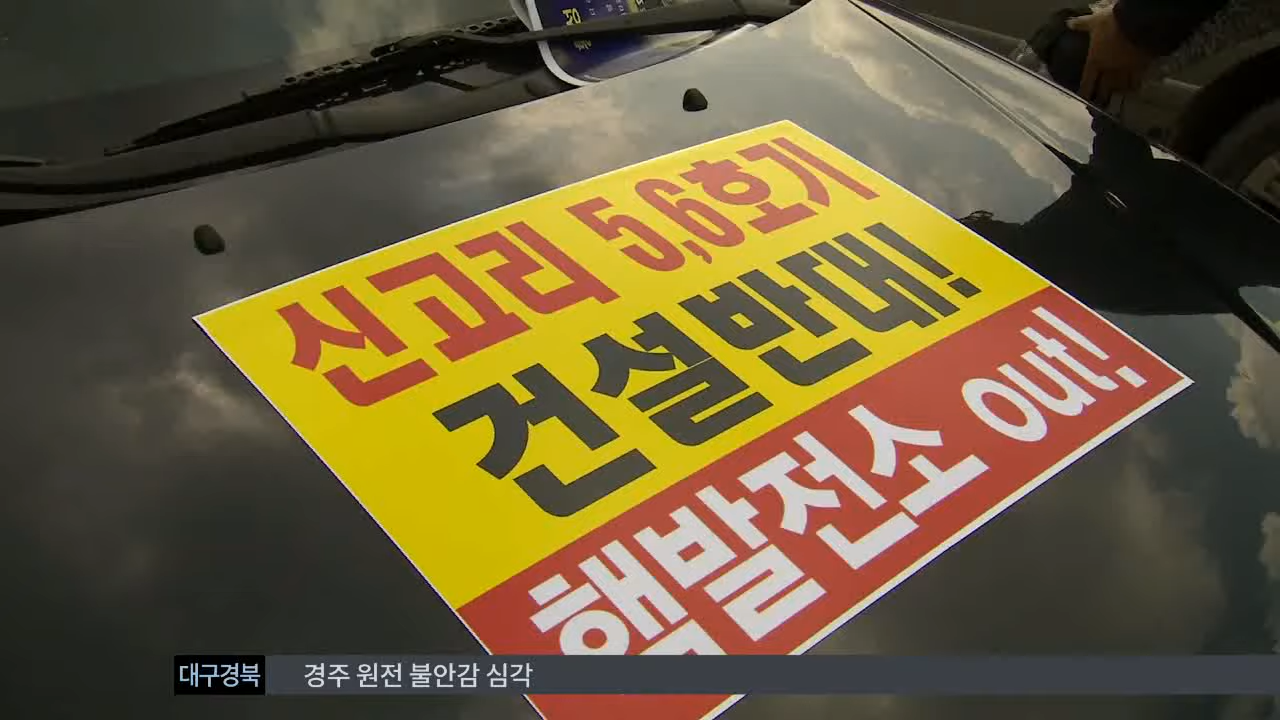 신고리 5,6호기
건설반대!
핵발전소 out!
대구경북
경주 원전 불안감 심각